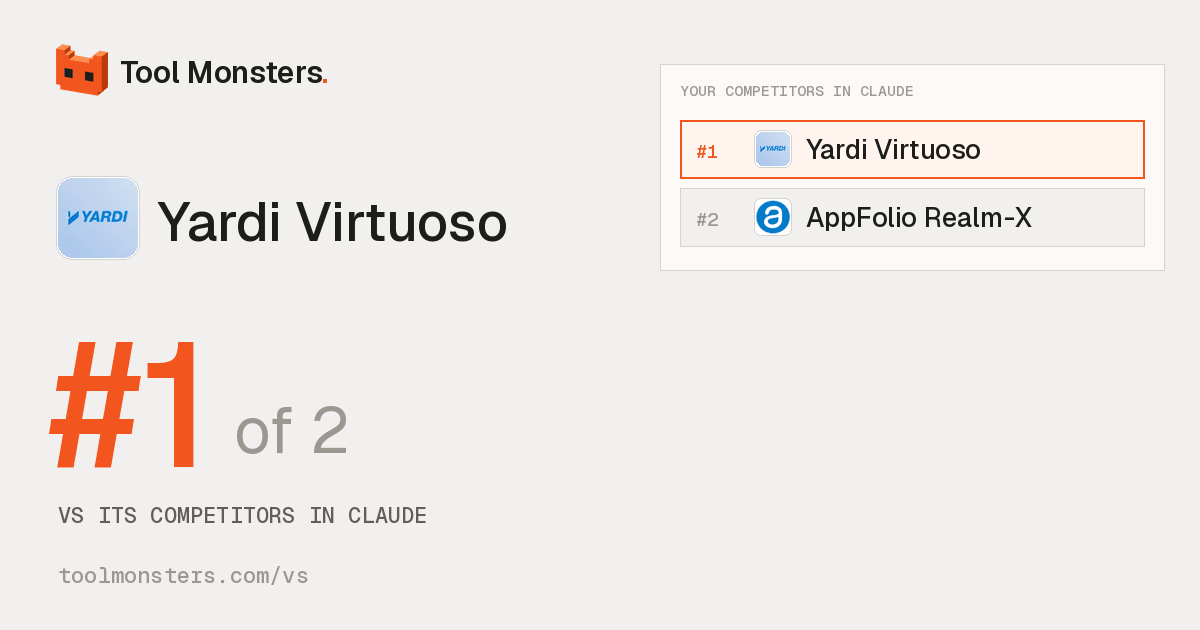 Tool Monsters.
YARDI
Yardi Virtuoso
#1 of 2
VS ITS COMPETITORS IN CLAUDE
toolmonsters.com/vs
YOUR COMPETITORS IN CLAUDE
#1 YARDI Yardi Virtuoso
#2 a AppFolio Realm-X